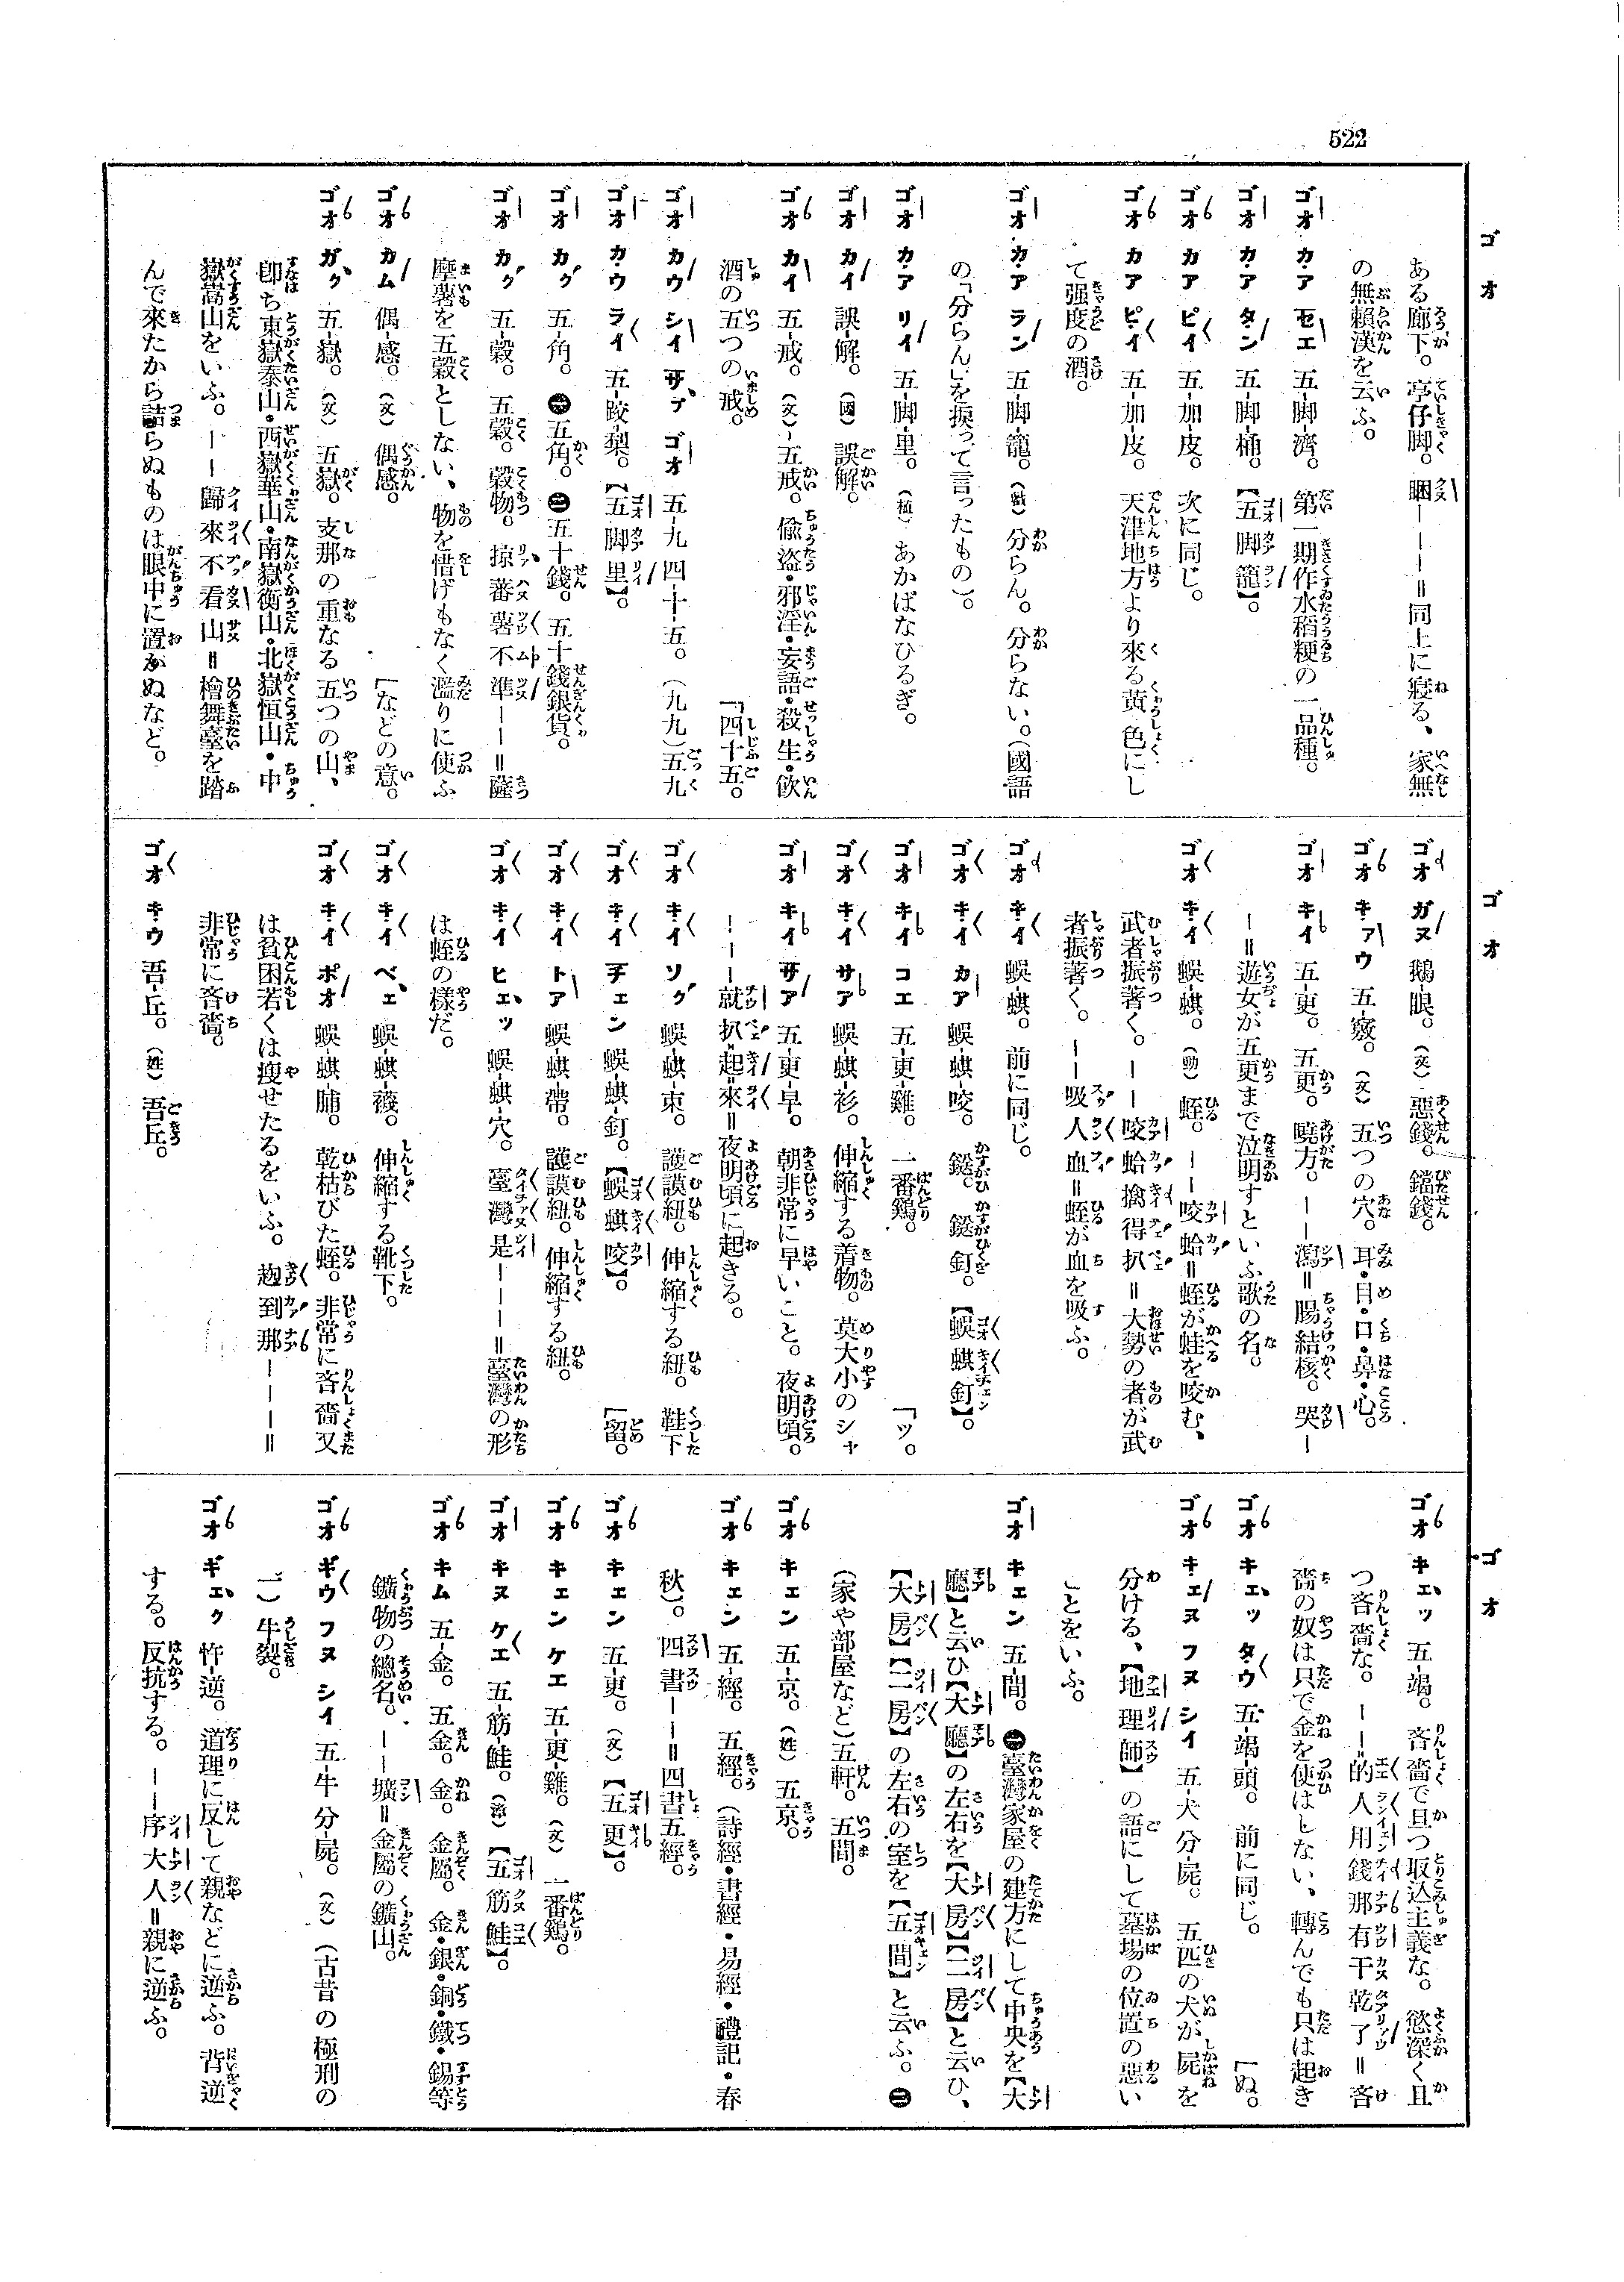 522
ゴオ
ある廊下。亭仔脚。睏———＝同上に寢る、家無
の無賴漢を云ふ。
ゴオ カ・ア ゼエ 五-脚-濟。第一期作水稻粳の一品種。
ゴオ カ・ア タ・ン 五-脚-桶。【五脚籠】。
ゴオ カア ピイ 五-加-皮。次に同じ。
ゴオ カア ピ・イ 五-加-皮。天津地方より來る黃色にし
て强度の酒。
ゴオ カ・ア ラン 五-脚-籠。分らん。分らない。（國語
の「分らん」を捩って言ったもの）。
ゴオ カ・ア リイ 五-脚-里。（植）あかばなひるぎ。
ゴオ カイ 誤-解。（國）誤解。
ゴオ カイ 五-戒。（文）五戒。偸盜・邪淫・妄語・殺生・飮
酒の五つの戒。「四十五。
ゴオ カウ シイ ザプ ゴオ 五-九四-十-五。（九九）五九
ゴオ カ・ウ ライ 五-跤-梨。【五脚里】。
ゴオ カク 五-角。㊀五角。㊁五十錢。五十錢銀貨。
ゴオ カク 五-穀。五穀。穀物。掠蕃薯不準——＝薩
摩薯を五穀としない、物を惜げもなく濫りに使ふ
ゴオ カム 偶-感。（文）偶感。［などの意。
ゴオ ガク 五-嶽。（文）五嶽。支那の重なる五つの山、
卽ち東嶽泰山・西嶽華山・南嶽衡山・北嶽恒山・中
嶽嵩山をいふ。——歸來不看山＝檜舞臺を踏
んで來たから詰らぬものは眼中に置かぬなど。
ゴオ
ゴオ ガヌ 鵝-眼。（文）惡錢。鐚錢。
ゴオ キアウ 五-竅。（文）五つの穴。耳・目・口・鼻・心。
ゴオ キイ 五-更。五更。曉方。——瀉＝腸結核。哭—
—＝遊女が五更まで泣明すといふ歌の名。
ゴオ キ・イ 蜈-蜞。（動）蛭。——咬蛤＝蛭が蛙を咬む、
武者振著く。——咬蛤擒得扒＝大勢の者が武
者振著く。——吸人血＝蛭が血を吸ふ。
ゴオ キ・イ 蜈-蜞。前に同じ。
ゴオ キ・イ カア 蜈-蜞-咬。鎹。鎹釘。【蜈蜞釘】。
ゴオ キイ コエ 五-更-雞。一番鷄。「ツ。
ゴオ キ・イ サア 蜈-蜞-衫。伸縮する着物。莫大小のシャ
ゴオ キイ ザア 五-更-早。朝非常に早いこと。夜明頃。
———就扒起來＝夜明頃に起きる。
ゴオ キ・イ ソク 蜈-蜞-束。護謨紐。伸縮する紐。鞋下
ゴオ キ・イ チェン 蜈-蜞-釘。【蜈蜞咬】。［留。
ゴオ キ・イ トア 蜈-蜞-帶。護謨紐。伸縮する紐。
ゴオ キ・イ ヒエッ 蜈-蜞-穴。臺灣是———＝臺灣の形
は蛭の樣だ。
ゴオ キ・イ ベエ 蜈-蜞-襪。伸縮する靴下。
ゴオ キ・イ ポオ 蜈-蜞-脯。乾枯びた蛭。非常に吝嗇又
は貧困若くは瘦せたるをいふ。趜到那————＝
非常に吝嗇。
ゴオ キ・ウ 吾-丘。（姓）吾丘。
ゴオ
ゴオ キエッ 五-竭。吝嗇で且つ取込主義な。慾深く且
つ吝嗇な。——的人用錢那有干乾了＝吝
嗇の奴は只で金を使はしない、轉んでも只は起き
ゴオ キエッ タ・ウ 五-竭-頭。前に同じ。［ぬ。
ゴオ キ・エヌ フヌ シイ 五-犬分-屍。五匹の犬が屍を
分ける、【地理師】の語にして墓場の位置の惡い
ことをいふ。
ゴオ キェン 五-間。㊀臺灣家屋の建方にして中央を【大
廳】と云ひ【大廳】の左右を【大房】【二房】と云ひ、
【大房】【二房】の左右の室を【五間】と云ふ。㊁
（家や部屋など）五軒。五間。
ゴオ キェン 五-京。（姓）五京。
ゴオ キェン 五-經。五經。（詩經・書經・易經・禮記・春
秋）。四書——＝四書五經。
ゴオ キェン 五-更。（文）【五更】。
ゴオ キェン ケエ 五-更-雞。（文）一番鷄。
ゴオ キヌ ケエ 五-筋-鮭。【五筋鮭】。
ゴオ キム 五-金。五金。金。金屬。金・銀・銅・鐵・錫等
鑛物の總名。——壙＝金屬の鑛山。
ゴオ ギウ フヌ シイ 五-牛分-屍。（文）（古昔の極刑の
一）牛裂。
ゴオ ギエク 忤-逆。道理に反して親などに逆ふ。背逆
する。反抗する。——序大人＝親に逆ふ。